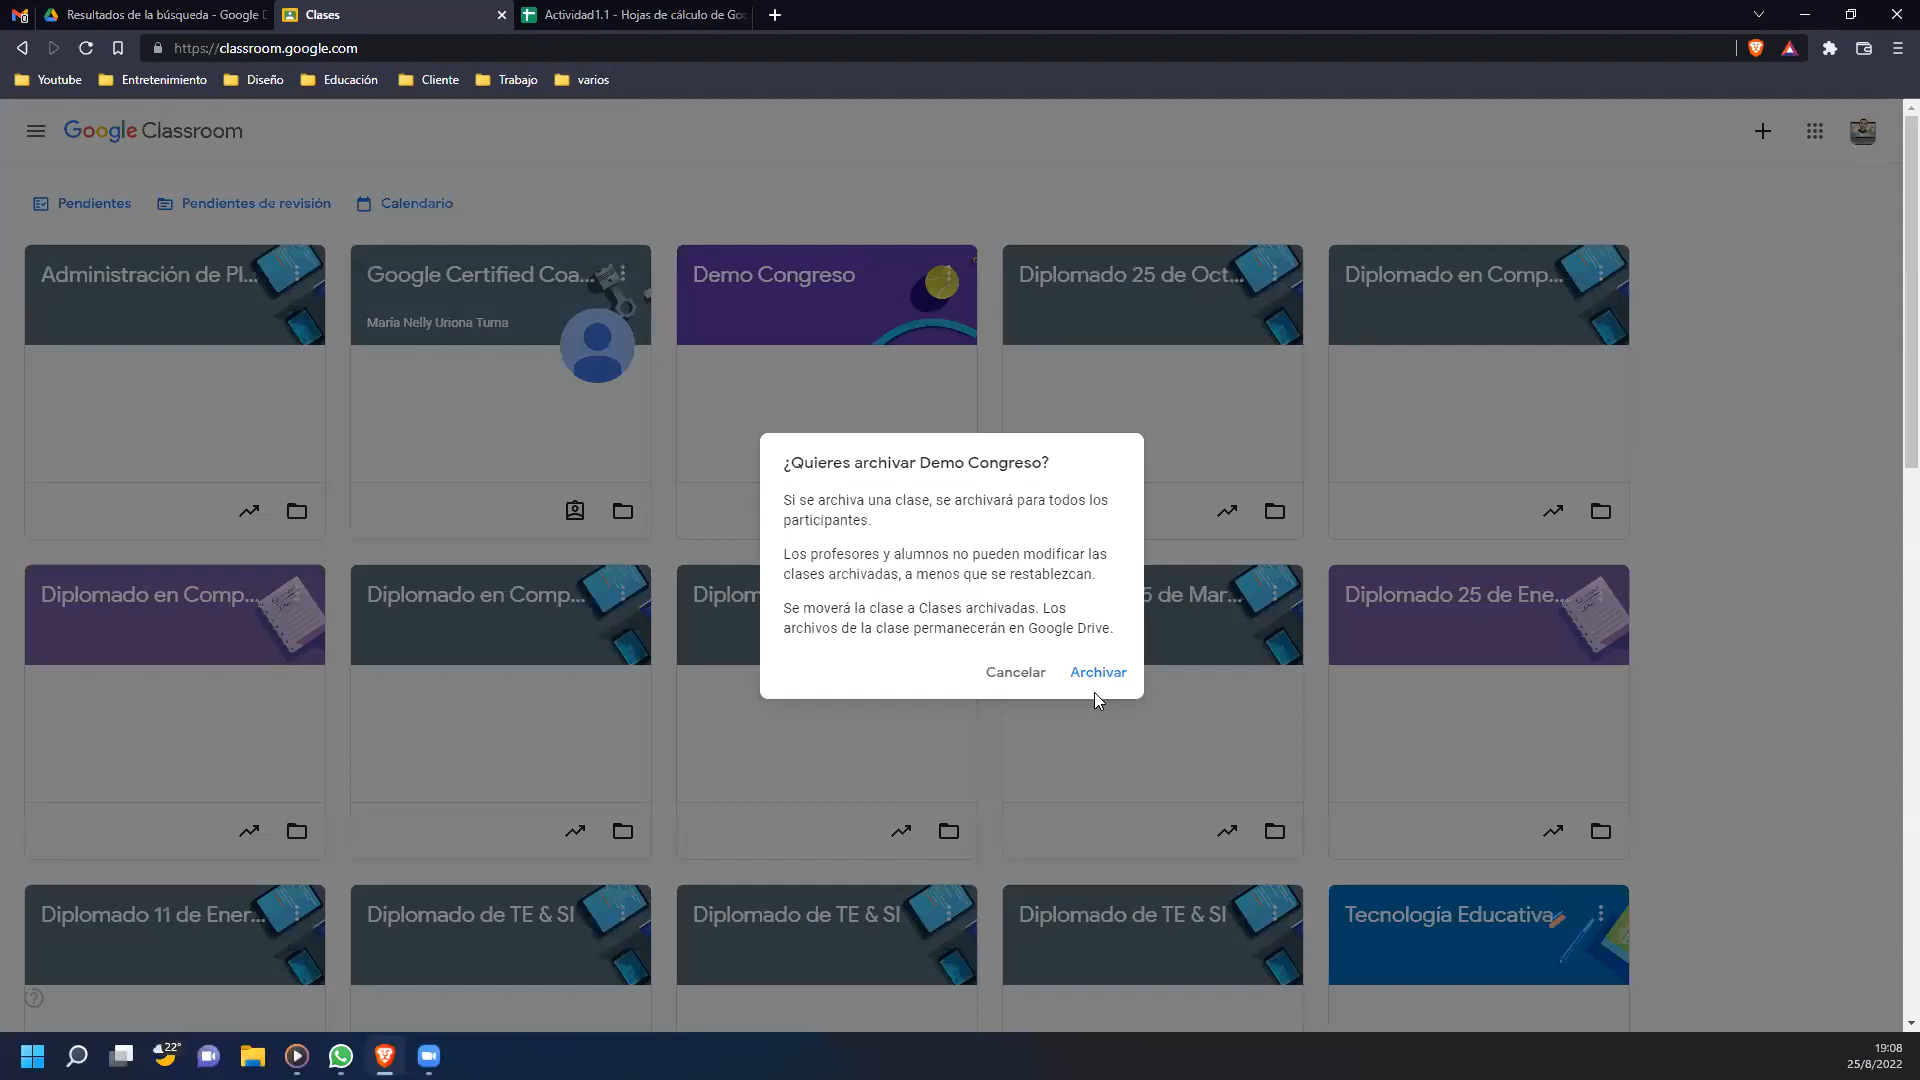 Resultados de la búsqueda - Google D
Clases
Actividad1.1 - Hojas de cálculo de Goo
https://classroom.google.com
Youtube
Entretenimiento
Diseño
Educación
Cliente
Trabajo
varios
Google Classroom
Pendientes
Pendientes de revisión
Calendario
Administración de Pl...
Google Certified Coa...
María Nelly Uriona Tuma
Demo Congreso
Diplomado 25 de Oct...
Diplomado en Comp...
¿Quieres archivar Demo Congreso?
Si se archiva una clase, se archivará para todos los
participantes.
Los profesores y alumnos no pueden modificar las
clases archivadas, a menos que se restablezcan.
Se moverá la clase a Clases archivadas. Los
archivos de la clase permanecerán en Google Drive.
Cancelar
Archivar
Diplomado en Comp...
Diplomado en Comp...
Diplom
5 de Mar...
Diplomado 25 de Ene...
Diplomado 11 de Ener...
Diplomado de TE & SI
Diplomado de TE & SI
Diplomado de TE & SI
Tecnología Educativa
22°
19:08
25/8/2022